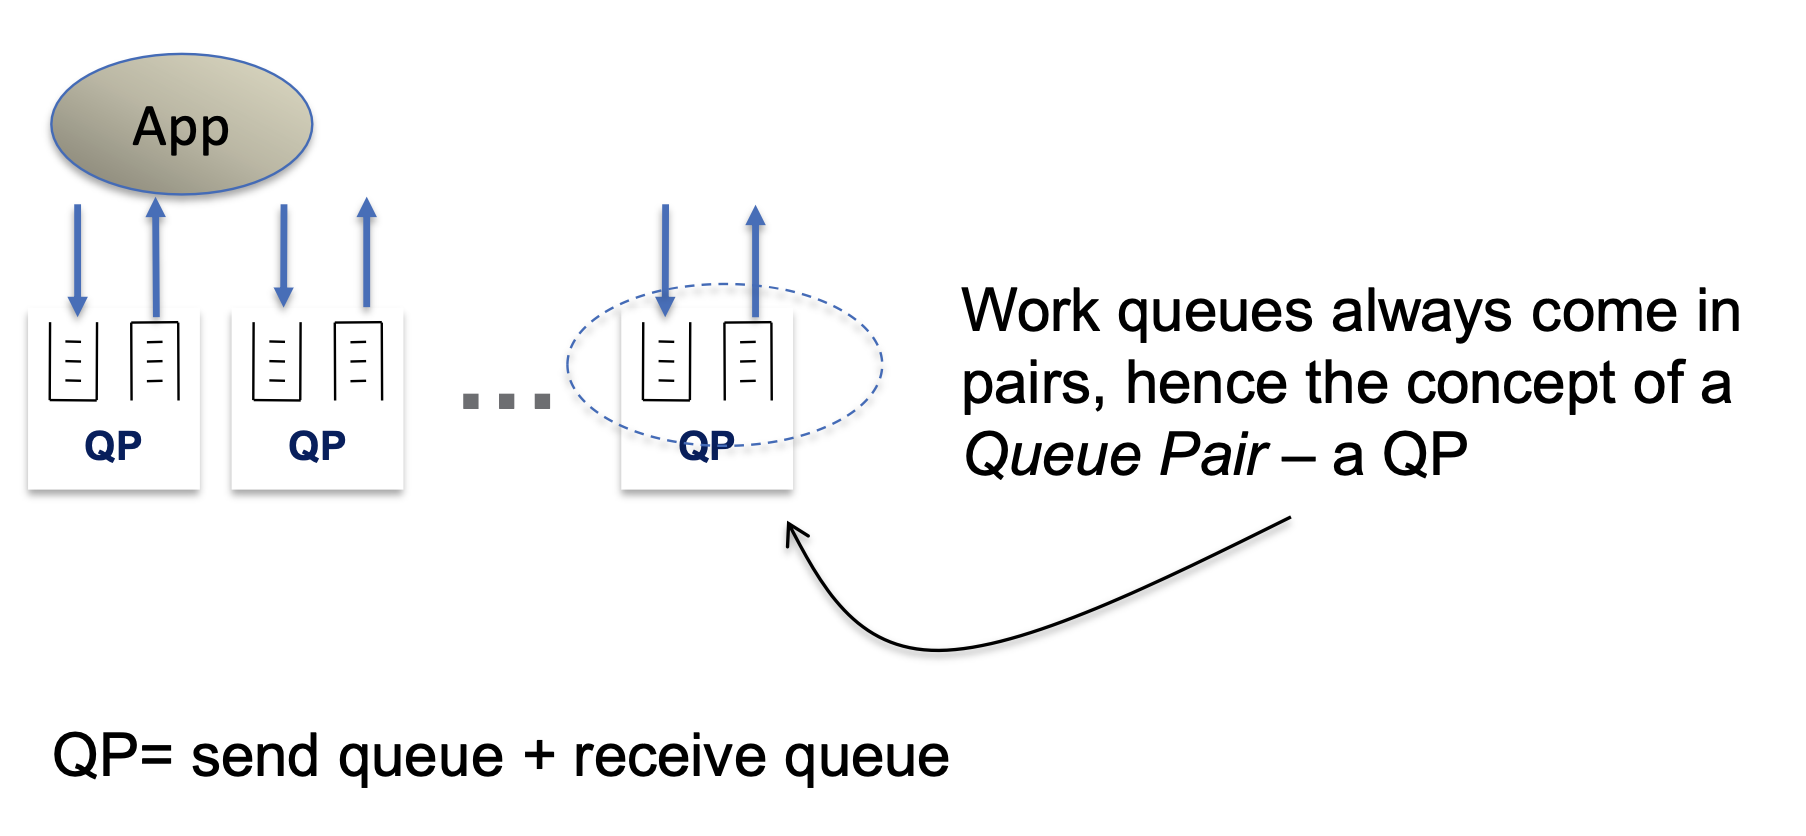 App
QP
QP
QP
Work queues always come in
pairs, hence the concept of a
Queue Pair – a QP
QP= send queue + receive queue